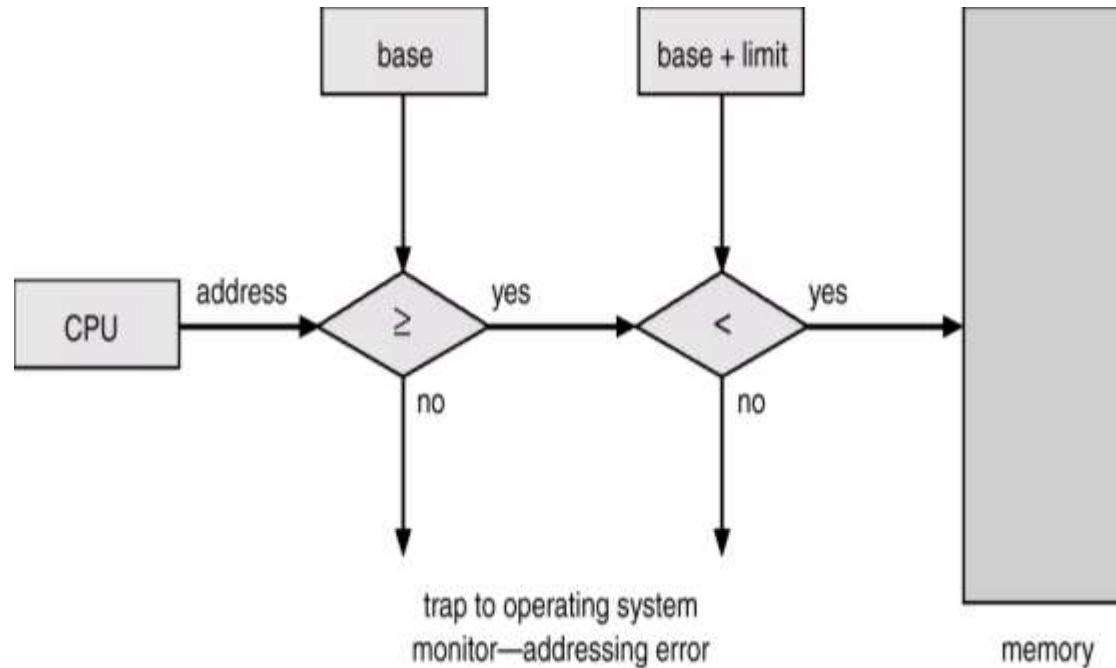 base
base + limit
address
yes
yes
CPU
≥
<
no
no
trap to operating system
monitor—addressing error
memory